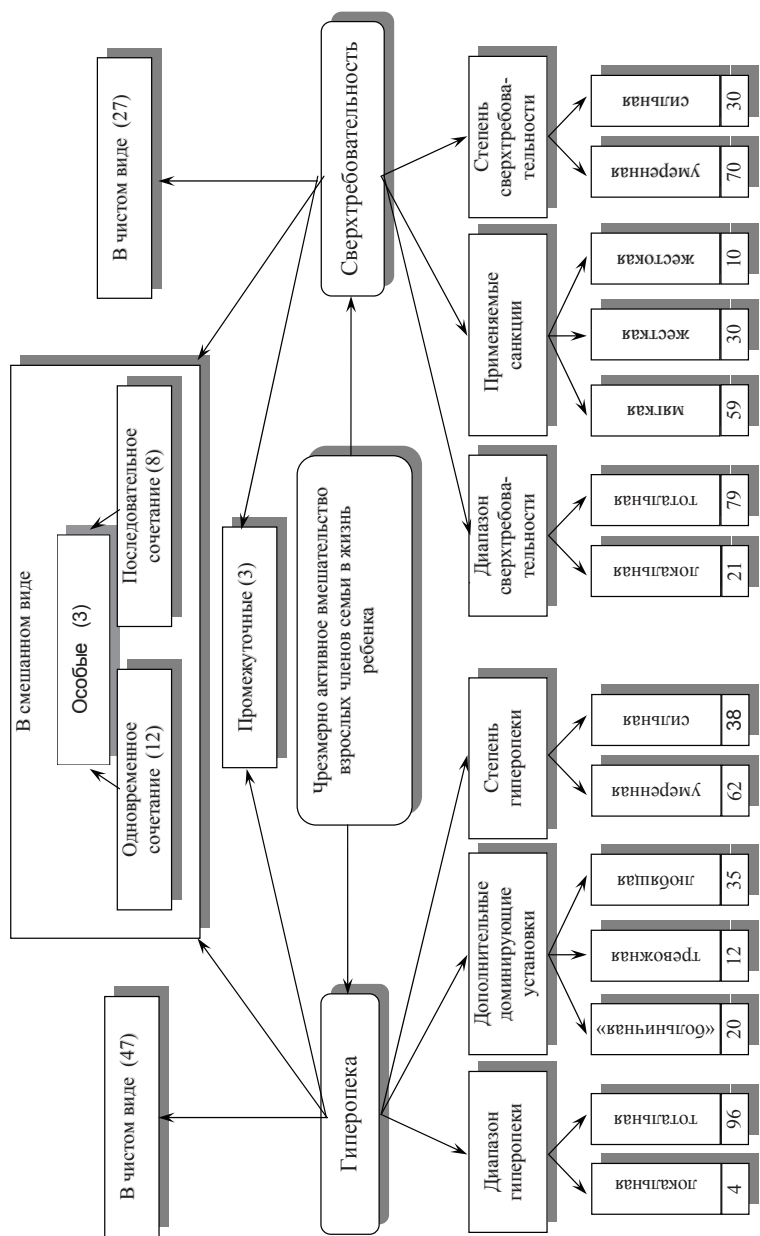 В чистом виде (47)
В смешанном виде
Особые (3)
Одновременное
сочетание (12)
Последовательное
сочетание (8)
В чистом виде (27)
Промежуточные (3)
Гиперопека
Чрезмерно активное вмешательство
взрослых членов семьи в жизнь
ребенка
Сверхтребовательность
Диапазон
гиперопеки
Дополнительные
доминирующие
установки
Степень
гиперопеки
Диапазон
сверхтребова-
тельности
Применяемые
санкции
Степень
сверхтребова-
тельности
локальная
4
тотальная
96
«больничная»
20
тревожная
12
любящая
35
умеренная
62
сильная
38
локальная
21
тотальная
79
мягкая
59
жесткая
30
жестокая
10
умеренная
70
сильная
30